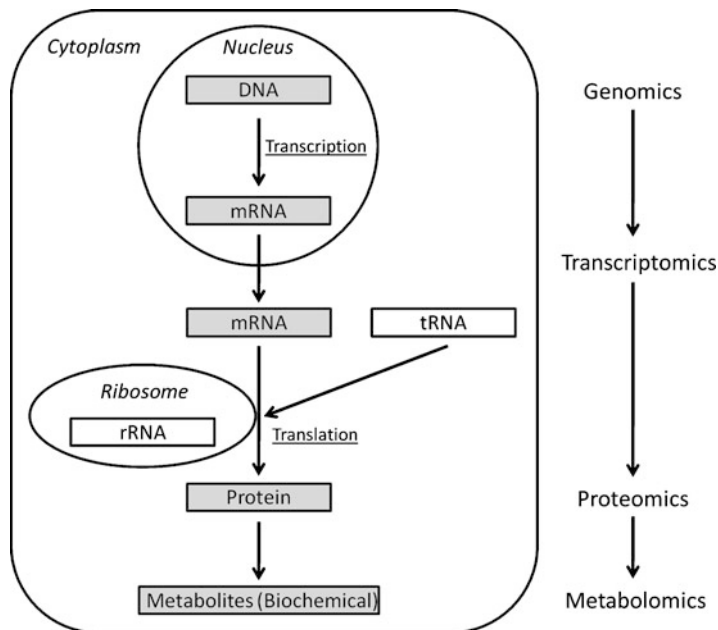 Cytoplasm
Nucleus
DNA
Genomics
Transcription
mRNA
Transcriptomics
mRNA
tRNA
Ribosome
rRNA
Translation
Protein
Proteomics
Metabolites (Biochemical)
Metabolomics